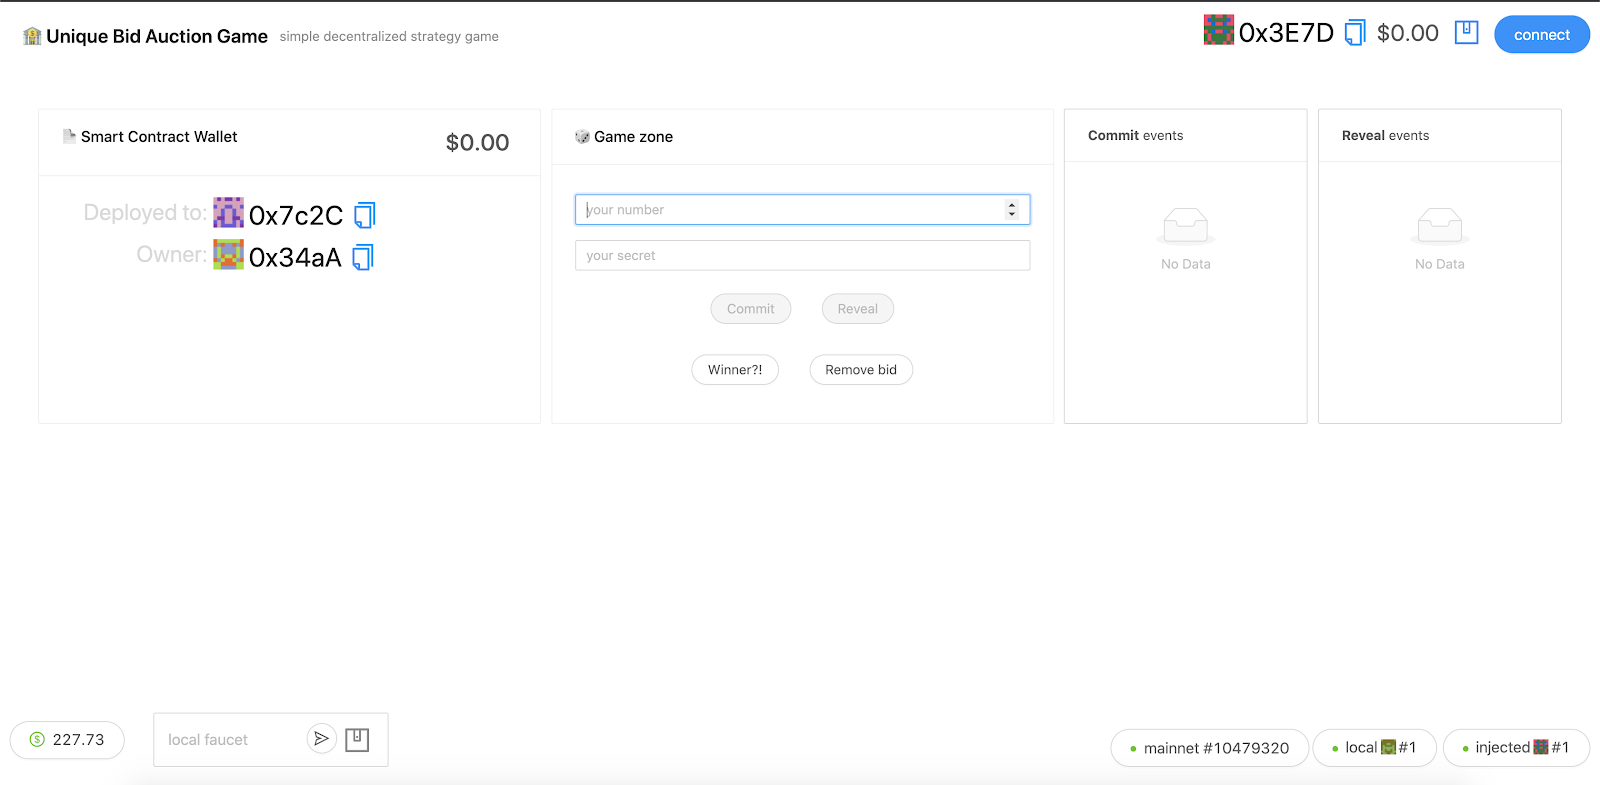 Unique Bid Auction Game simple decentralized strategy game
0x3E7D $0.00 connect
Smart Contract Wallet $0.00
Deployed to: 0x7c2C
Owner: 0x34aA
Game zone
your number
your secret
Commit Reveal
Winner?! Remove bid
Commit events
No Data
Reveal events
No Data
227.73
local faucet
mainnet #10479320
local #1
injected #1